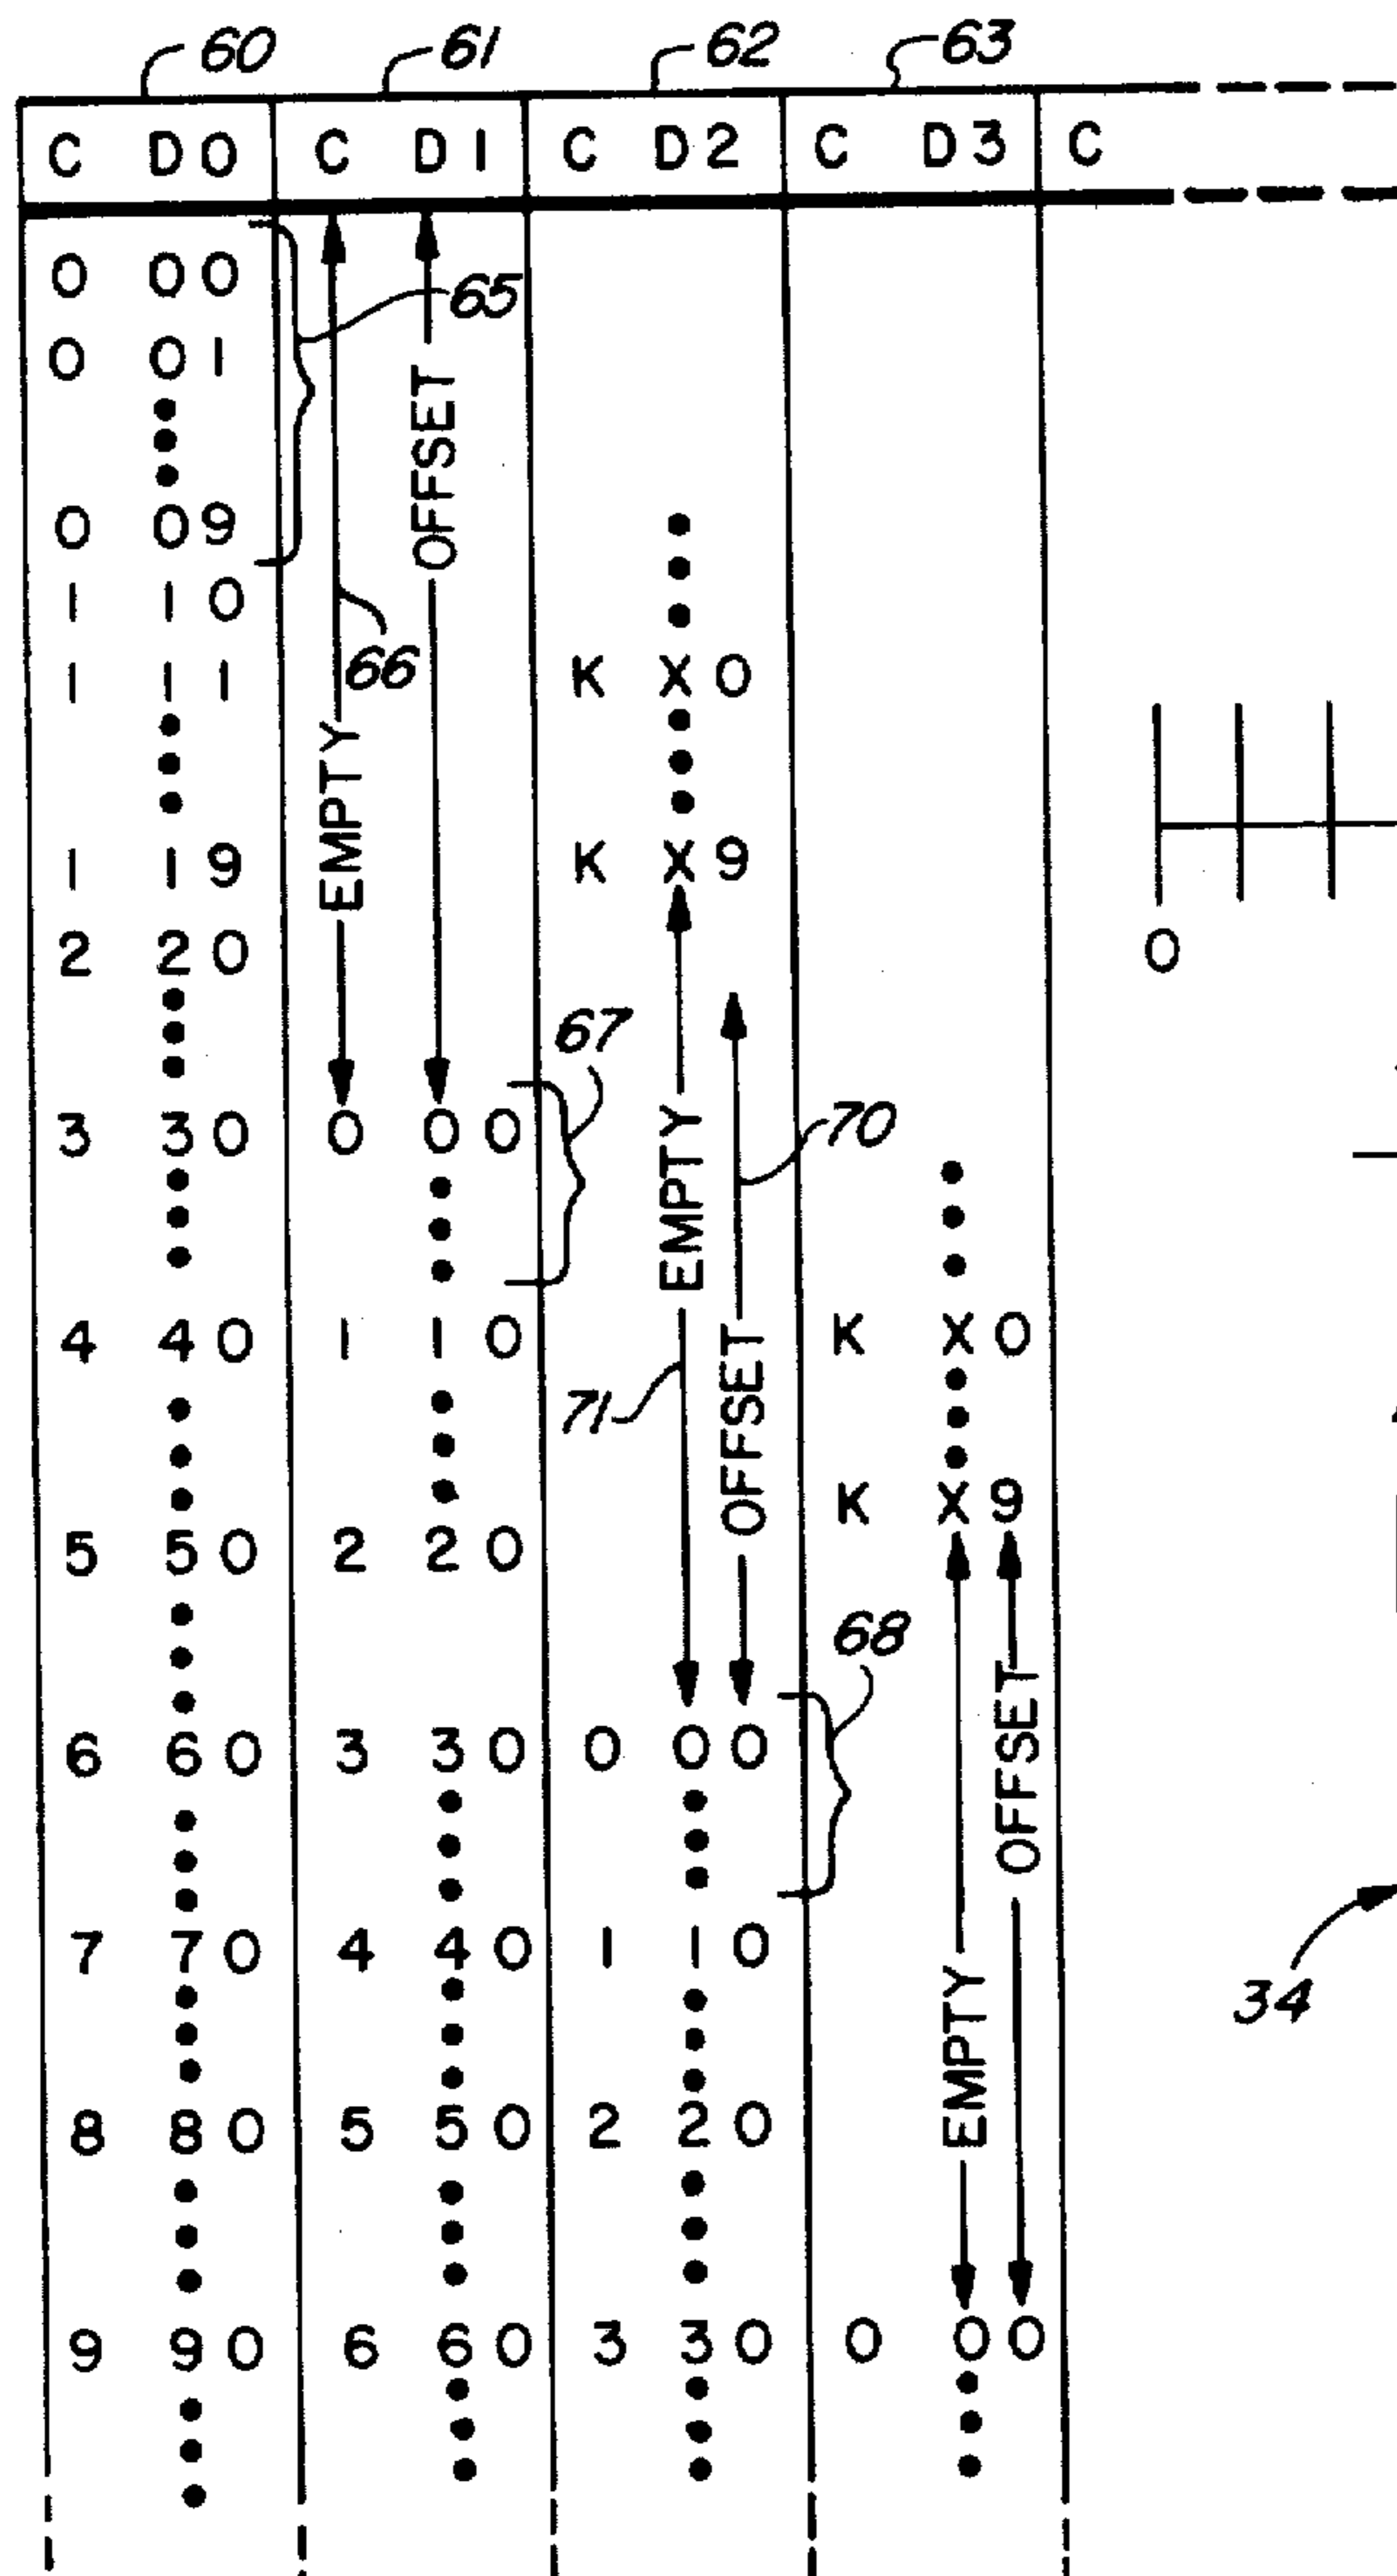 60 61 62 63
C D0 C D1 C D2 C D3 C
0 00
65
0 01
OFFSET
0 09
1 10
66
1 11 K X0
EMPTY
1 19 K X9
2 20
0
67
3 30 0 00
70
EMPTY
4 40 1 10 K X0
71
OFFSET
K X9
5 50 2 20
68
OFFSET
6 60 3 30 0 00
7 70 4 40 1 10
34
EMPTY
8 80 5 50 2 20
9 90 6 60 3 30 0 00